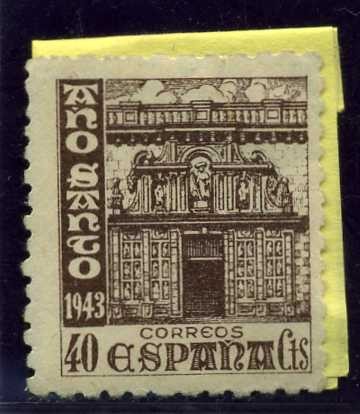 AÑO SANTO
1943
CORREOS
40 ESPAÑA Cts